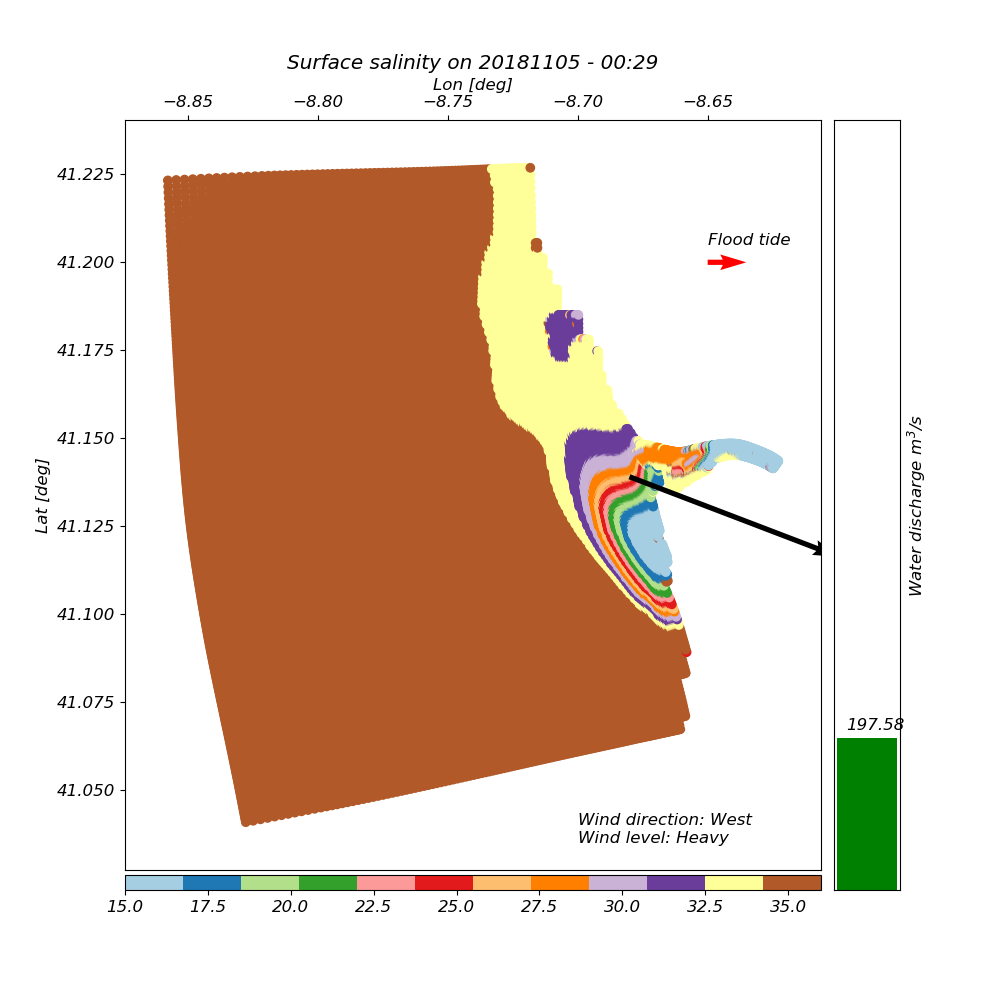 Surface salinity on 20181105 - 00:29
Lon [deg]
−8.85 −8.80 −8.75 −8.70 −8.65
41.225
41.200
41.175
41.150
41.125
41.100
41.075
41.050
Lat [deg]
Flood tide
Wind direction: West
Wind level: Heavy
Water discharge m³/s
197.58
15.0 17.5 20.0 22.5 25.0 27.5 30.0 32.5 35.0